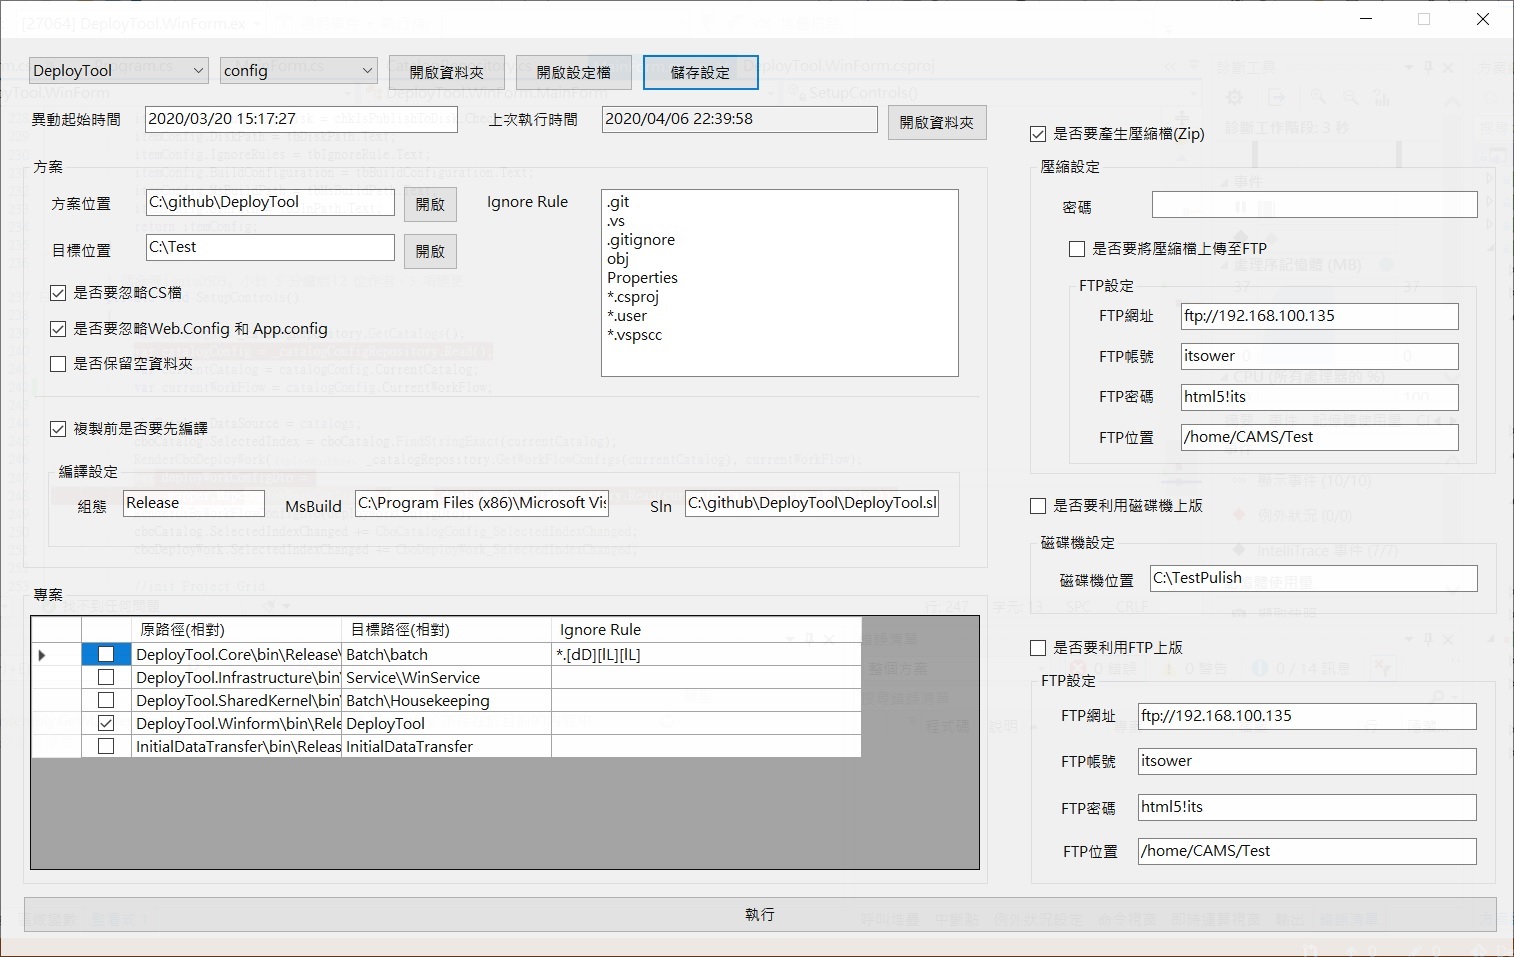 DeployTool
config
開啟資料夾
開啟設定檔
儲存設定
異動起始時間
2020/03/20 15:17:27
上次執行時間
2020/04/06 22:39:58
開啟資料夾
方案
方案位置
C:\github\DeployTool
開啟
目標位置
C:\Test
開啟
Ignore Rule
.git
.vs
.gitignore
obj
Properties
*.csproj
*.user
*.vspscc
是否要忽略CS檔
是否要忽略Web.Config 和 App.config
是否保留空資料夾
複製前是否要先編譯
編譯設定
組態
Release
MsBuild
C:\Program Files (x86)\Microsoft Vis
Sln
C:\github\DeployTool\DeployTool.sl
專案
原路徑(相對) 目標路徑(相對) Ignore Rule
DeployTool.Core\bin\Release\ Batch\batch *.[dD][lL][lL]
DeployTool.Infrastructure\bin\ Service\WinService
DeployTool.SharedKernel\bin\ Batch\Housekeeping
DeployTool.Winform\bin\Rele DeployTool
InitialDataTransfer\bin\Releas InitialDataTransfer
是否要產生壓縮檔(Zip)
壓縮設定
密碼
是否要將壓縮檔上傳至FTP
FTP設定
FTP網址
ftp://192.168.100.135
FTP帳號
itsower
FTP密碼
html5!its
FTP位置
/home/CAMS/Test
是否要利用磁碟機上版
磁碟機設定
磁碟機位置
C:\TestPulish
是否要利用FTP上版
FTP設定
FTP網址
ftp://192.168.100.135
FTP帳號
itsower
FTP密碼
html5!its
FTP位置
/home/CAMS/Test
執行